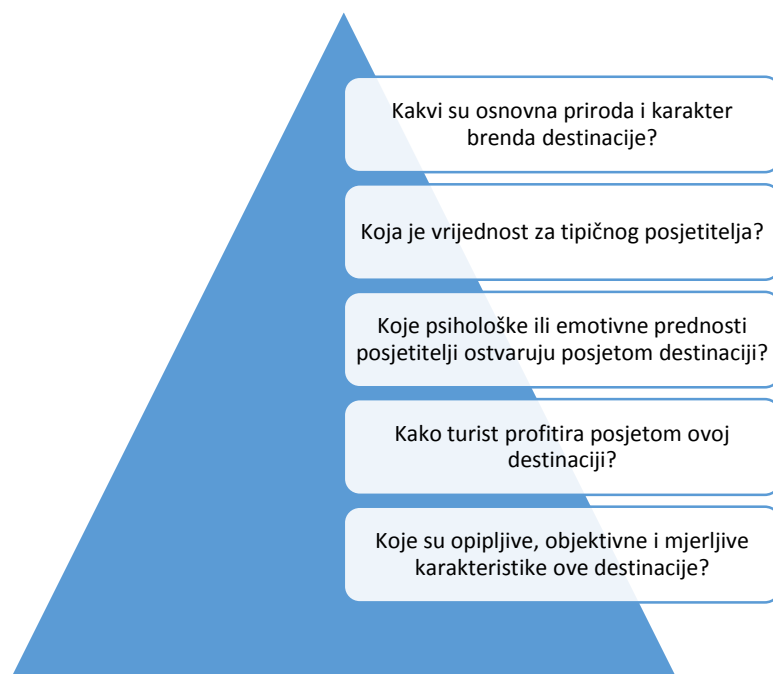 Kakvi su osnovna priroda i karakter
brenda destinacije?
Koja je vrijednost za tipičnog posjetitelja?
Koje psihološke ili emotivne prednosti
posjetitelji ostvaruju posjetom destinaciji?
Kako turist profitira posjetom ovoj
destinaciji?
Koje su opipljive, objektivne i mjerljive
karakteristike ove destinacije?